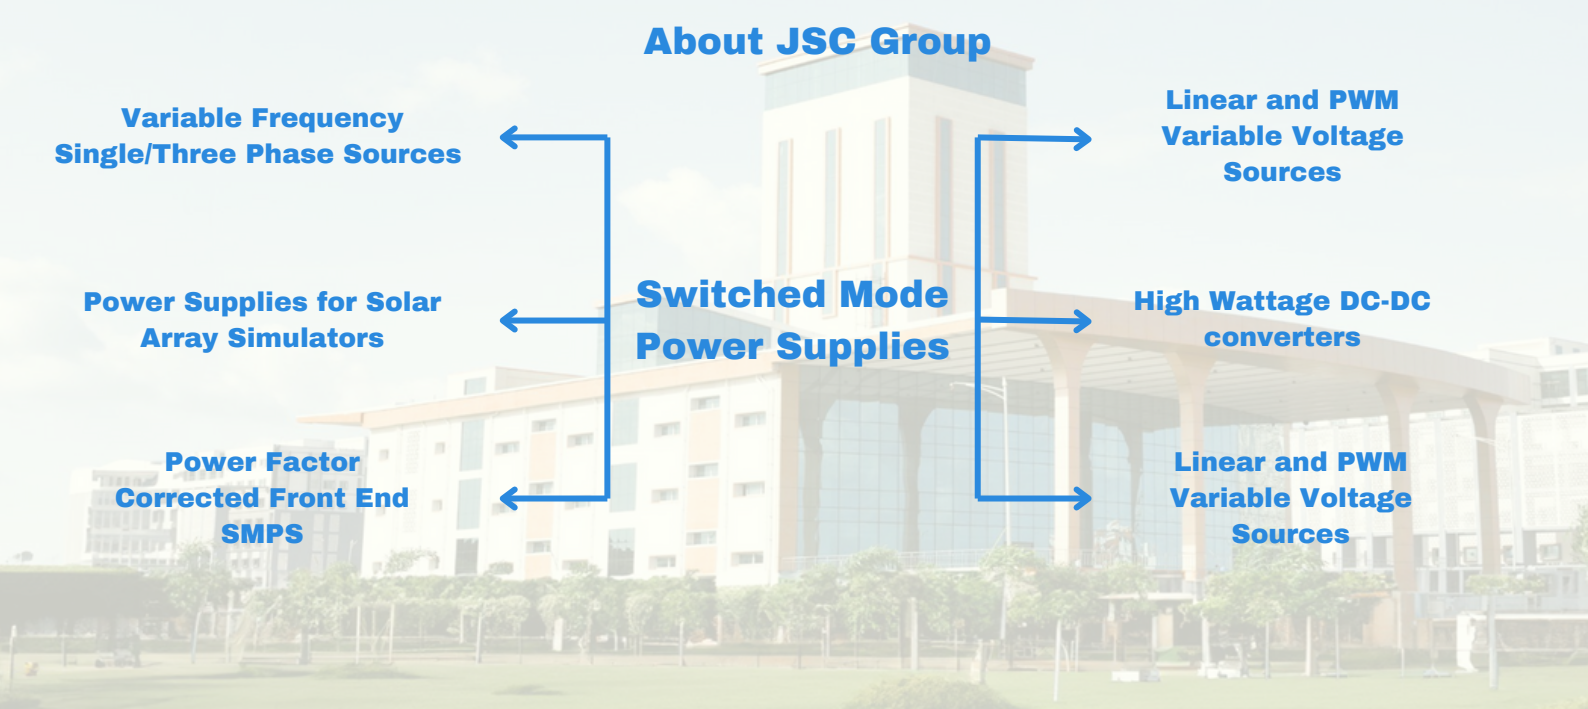 About JSC Group
Variable Frequency
Single/Three Phase Sources
Power Supplies for Solar
Array Simulators
Power Factor
Corrected Front End
SMPS
Switched Mode
Power Supplies
Linear and PWM
Variable Voltage
Sources
High Wattage DC-DC
converters
Linear and PWM
Variable Voltage
Sources